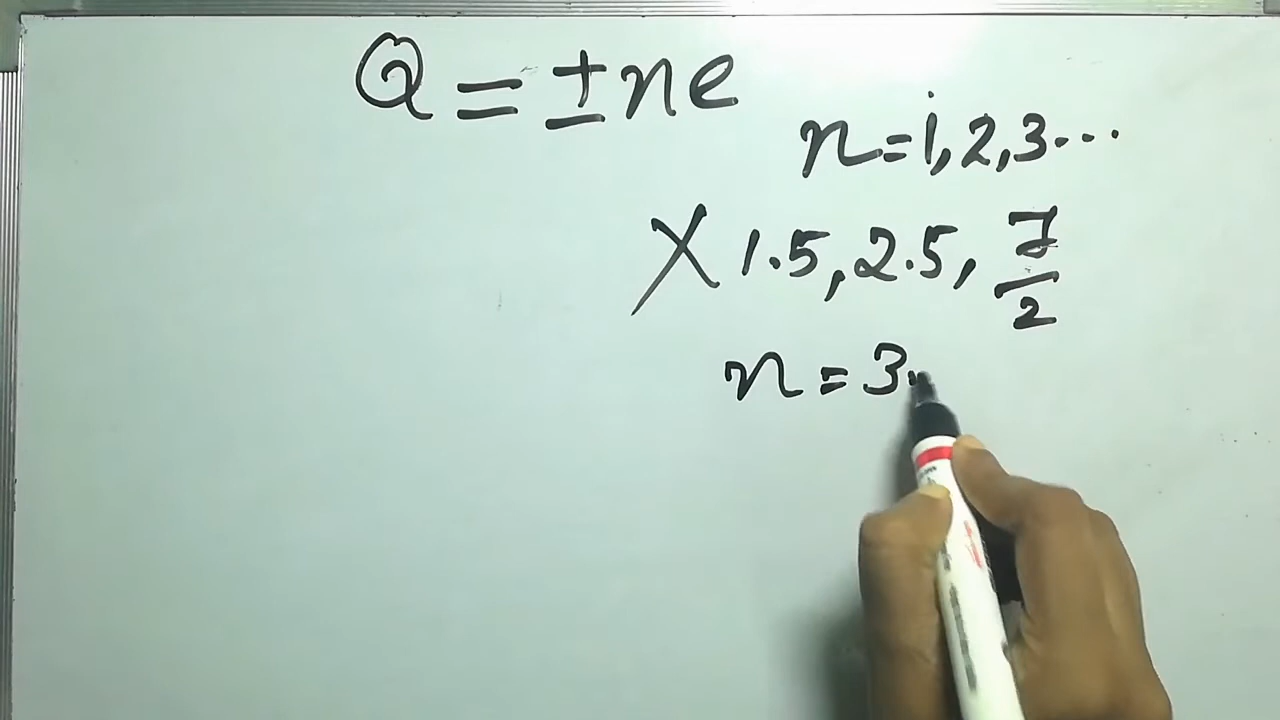 Q = ±ne
n = 1, 2, 3...
X 1.5, 2.5, 7/2
n = 3.